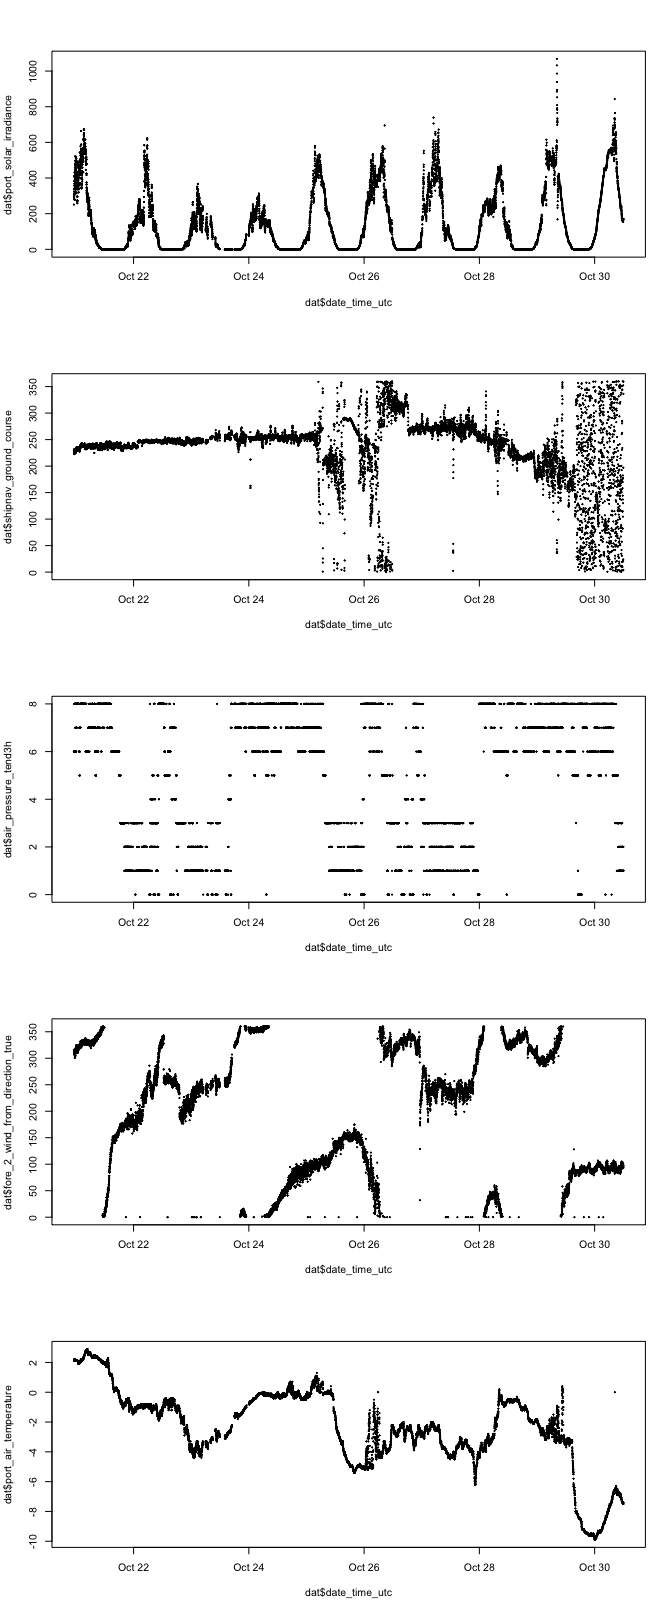 dat$port_solar_irradiance
0 200 400 600 800 1000
Oct 22 Oct 24 Oct 26 Oct 28 Oct 30
dat$date_time_utc
dat$shipnav_ground_course
0 50 100 150 200 250 300 350
Oct 22 Oct 24 Oct 26 Oct 28 Oct 30
dat$date_time_utc
dat$air_pressure_tend3h
0 2 4 6 8
Oct 22 Oct 24 Oct 26 Oct 28 Oct 30
dat$date_time_utc
dat$fore_2_wind_from_direction_true
0 50 100 150 200 250 300 350
Oct 22 Oct 24 Oct 26 Oct 28 Oct 30
dat$date_time_utc
dat$port_air_temperature
-10 -8 -6 -4 -2 0 2
Oct 22 Oct 24 Oct 26 Oct 28 Oct 30
dat$date_time_utc